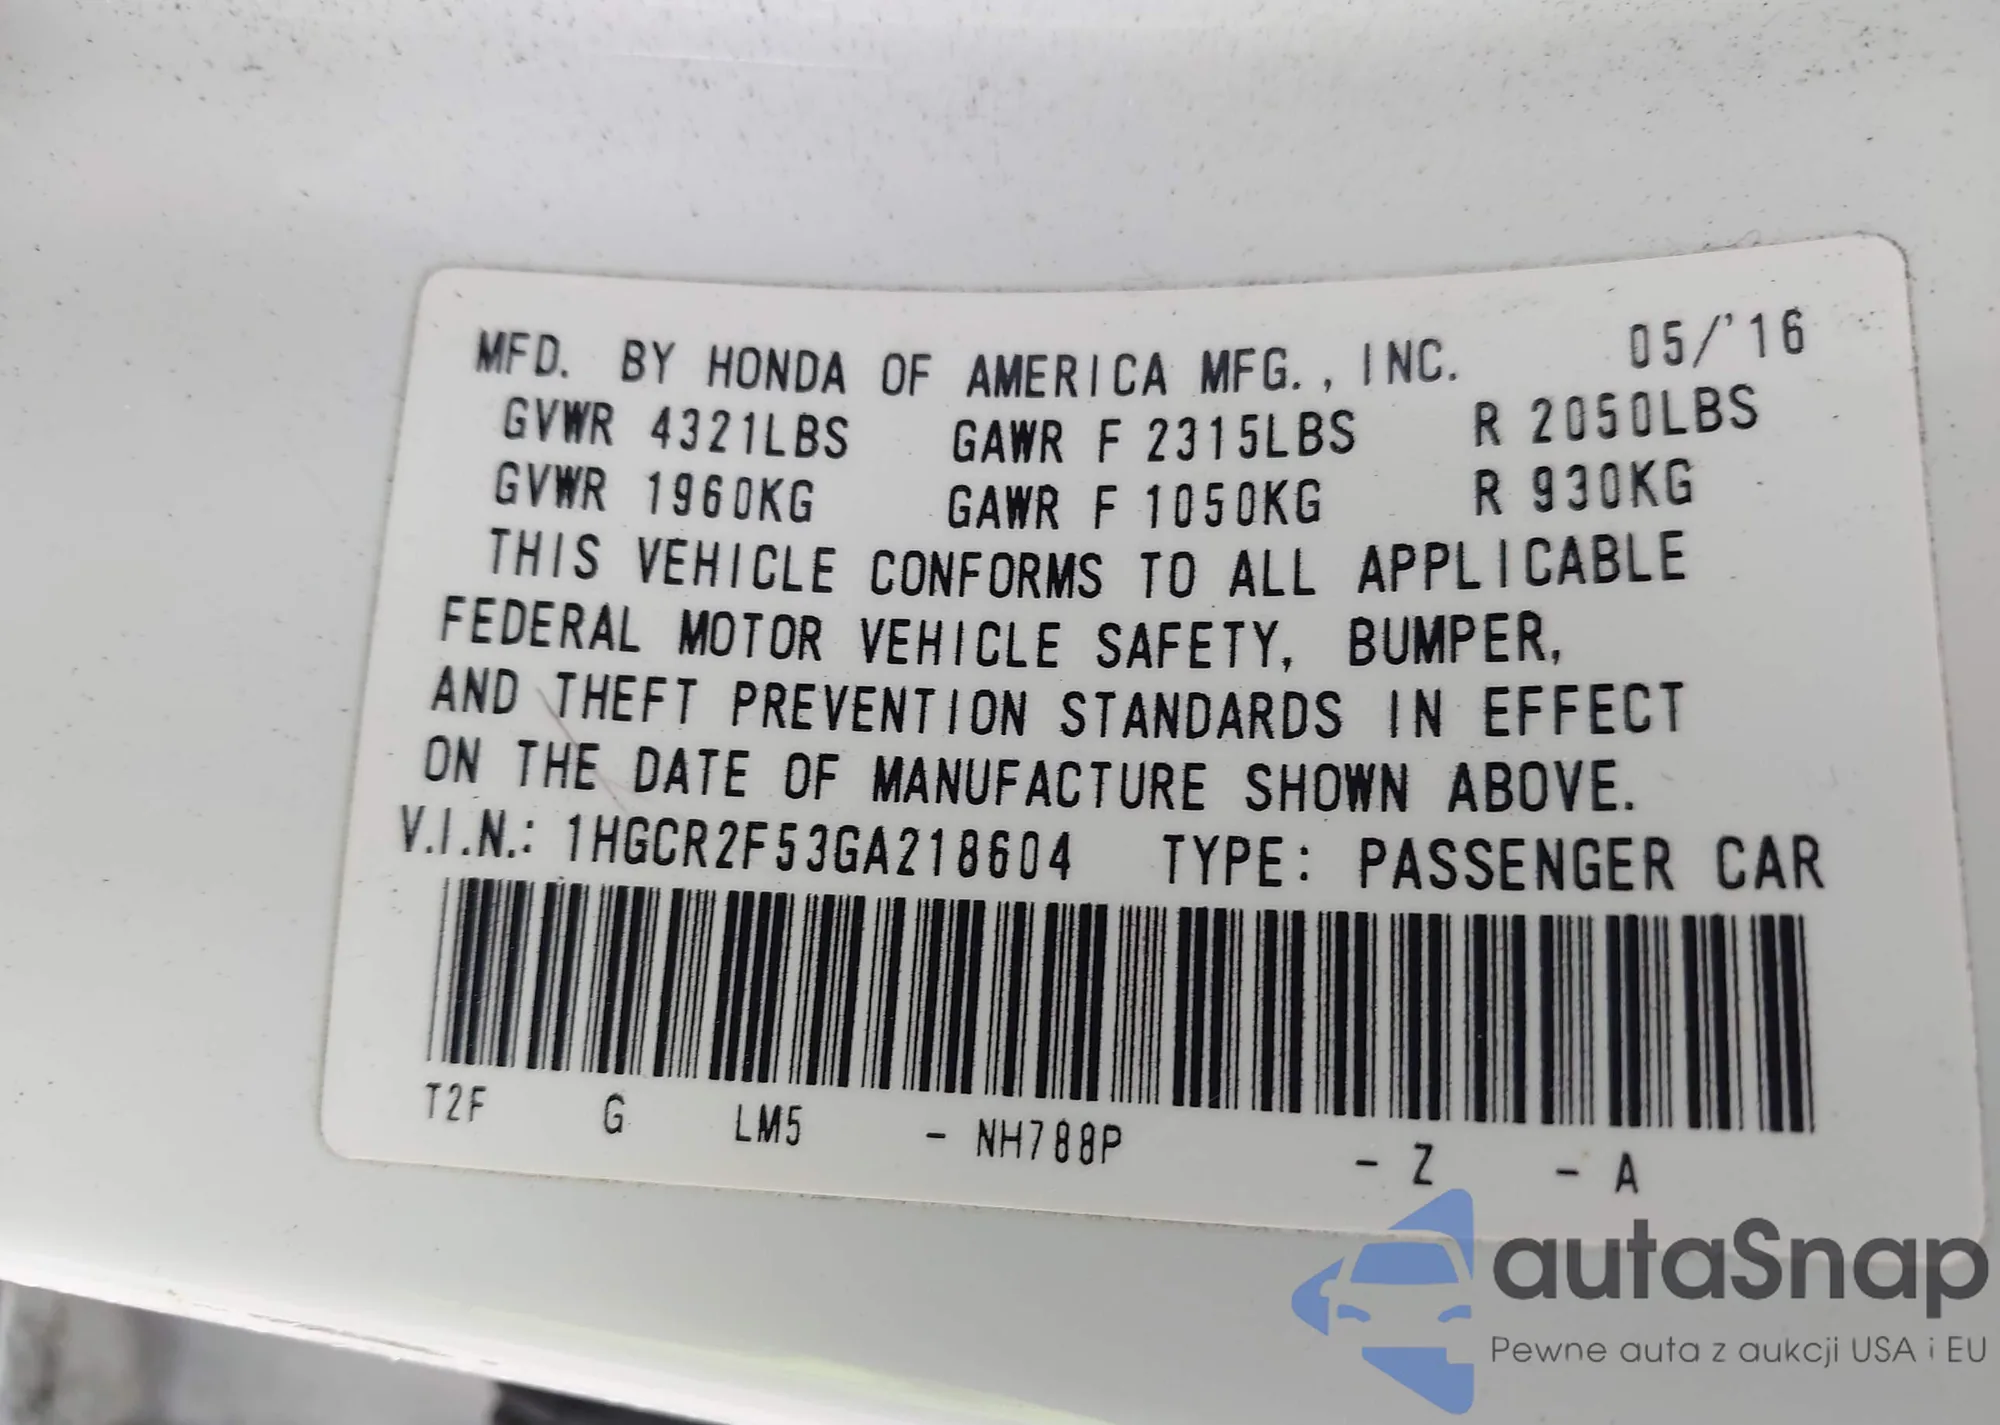 MFD. BY HONDA OF AMERICA MFG., INC. 05/'16
GVWR 4321LBS GAWR F 2315LBS R 2050LBS
GVWR 1960KG GAWR F 1050KG R 930KG
THIS VEHICLE CONFORMS TO ALL APPLICABLE
FEDERAL MOTOR VEHICLE SAFETY, BUMPER,
AND THEFT PREVENTION STANDARDS IN EFFECT
ON THE DATE OF MANUFACTURE SHOWN ABOVE.
V.I.N.: 1HGCR2F53GA218604 TYPE: PASSENGER CAR
T2F G LM5 - NH788P - Z - A
autaSnap
Pewne auta z aukcji USA i EU